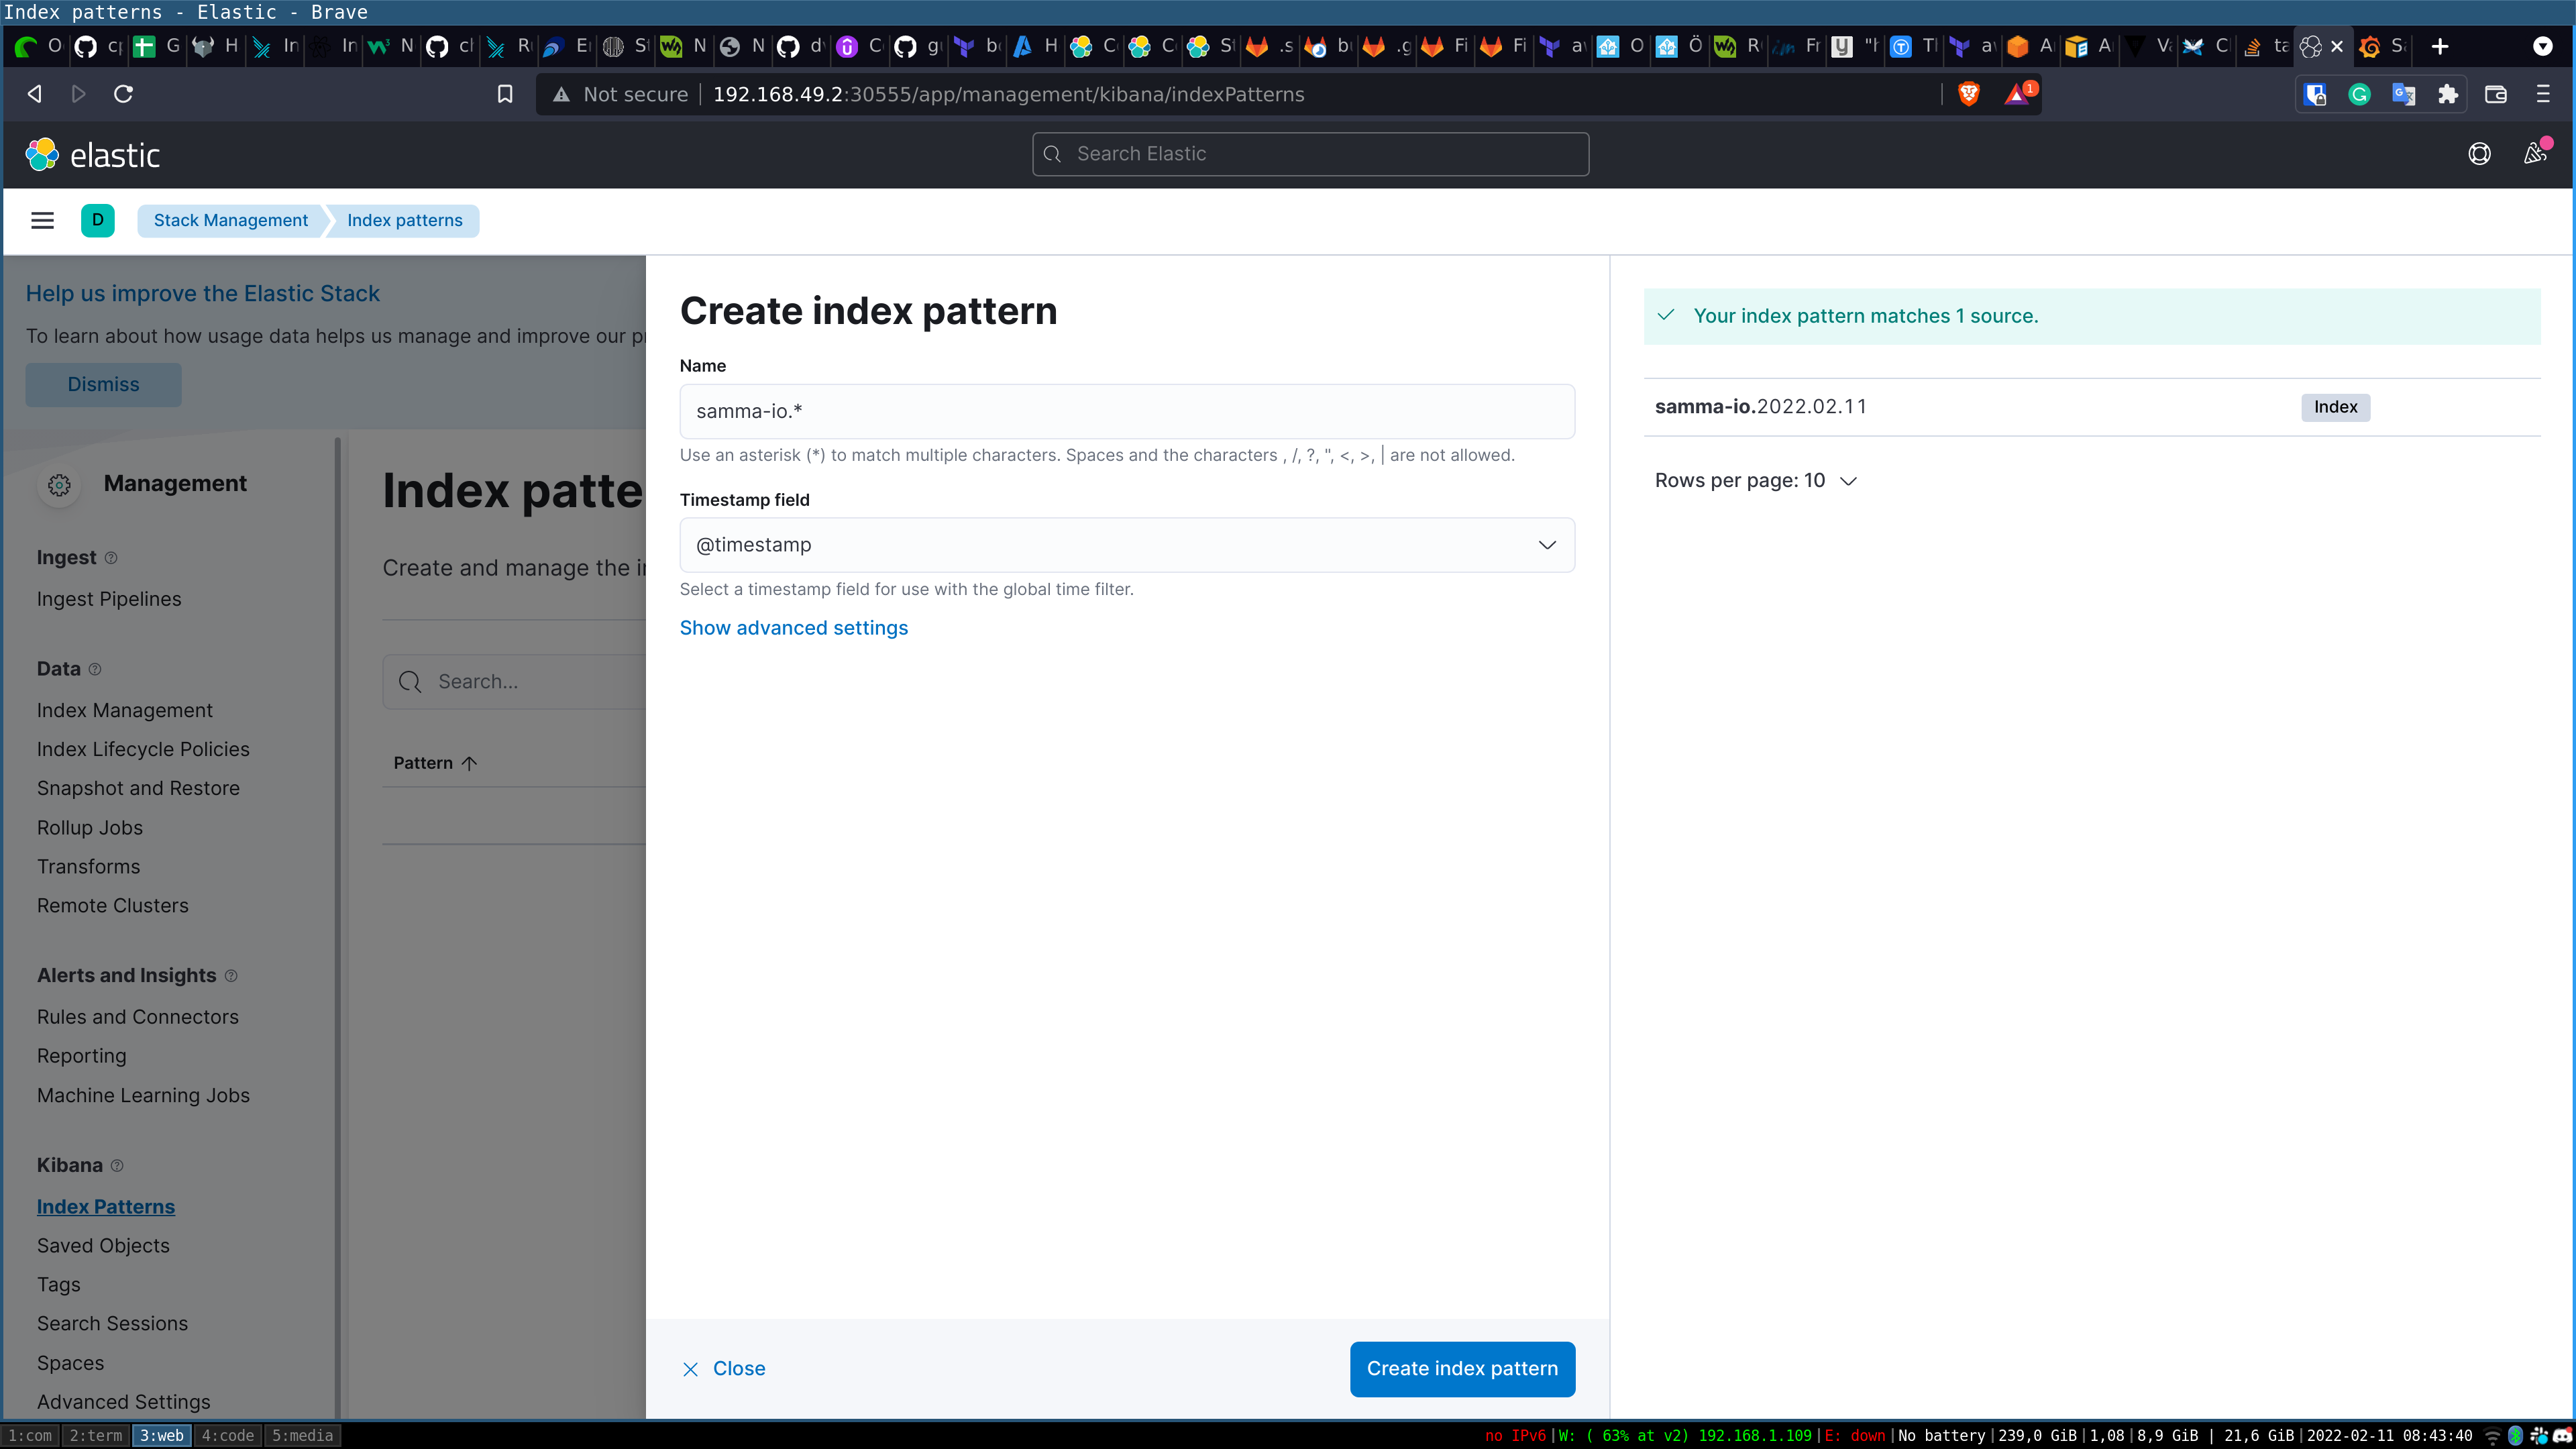 Index patterns - Elastic - Brave
Not secure 192.168.49.2:30555/app/management/kibana/indexPatterns
1
elastic
Search Elastic
D Stack Management Index patterns
Help us improve the Elastic Stack
To learn about how usage data helps us manage and improve our
Dismiss
Management
Ingest
Ingest Pipelines
Data
Index Management
Index Lifecycle Policies
Snapshot and Restore
Rollup Jobs
Transforms
Remote Clusters
Alerts and Insights
Rules and Connectors
Reporting
Machine Learning Jobs
Kibana
Index Patterns
Saved Objects
Tags
Search Sessions
Spaces
Advanced Settings
Index patte
Create and manage the i
Search...
Pattern
Create index pattern
Name
samma-io.*
Use an asterisk (*) to match multiple characters. Spaces and the characters , /, ?, ", <, >, | are not allowed.
Timestamp field
@timestamp
Select a timestamp field for use with the global time filter.
Show advanced settings
Close
Create index pattern
Your index pattern matches 1 source.
samma-io.2022.02.11 Index
Rows per page: 10
1:com 2:term 3:web 4:code 5:media
no IPv6|W: ( 63% at v2) 192.168.1.109|E: down|No battery|239,0 GiB|1,08|8,9 GiB | 21,6 GiB|2022-02-11 08:43:40